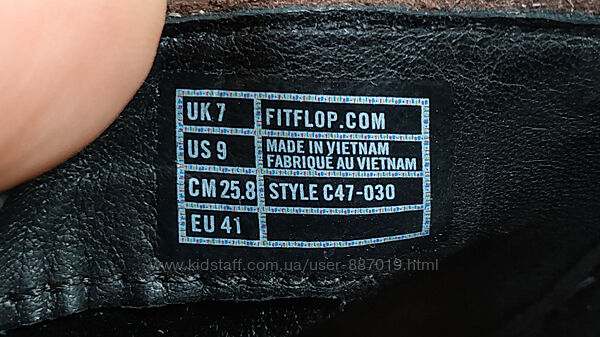 UK 7 FITFLOP.COM
US 9 MADE IN VIETNAM
FABRIQUÉ AU VIETNAM
CM 25.8 STYLE C47-030
EU 41
www.kidstaff.com.ua/user-887019.html